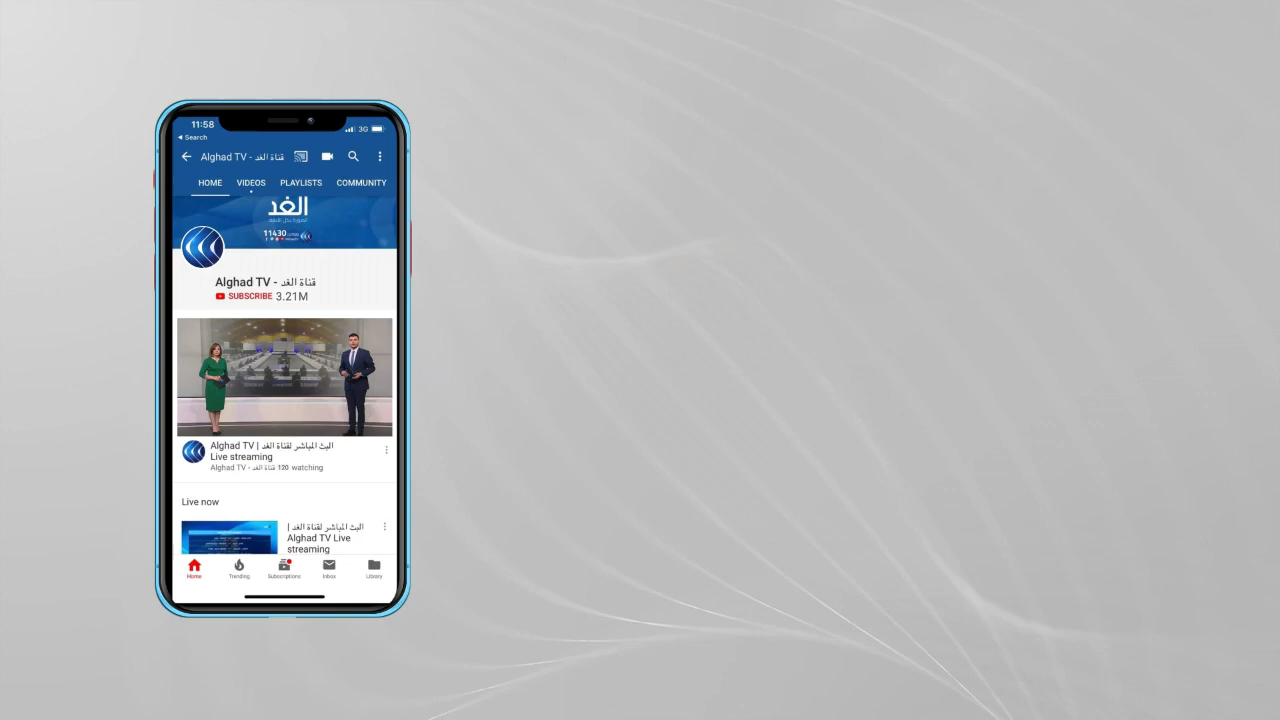 11:58
3G
Search
Alghad TV - قناة الغد
HOME
VIDEOS
PLAYLISTS
COMMUNITY
الغد
11430
Alghad TV - قناة الغد
SUBSCRIBE 3.21M
Alghad TV | البث المباشر لقناة الغد
Live streaming
Alghad TV - قناة الغد 120 watching
Live now
البث المباشر لقناة الغد |
Alghad TV Live
streaming
Home
Trending
Subscriptions
Inbox
Library